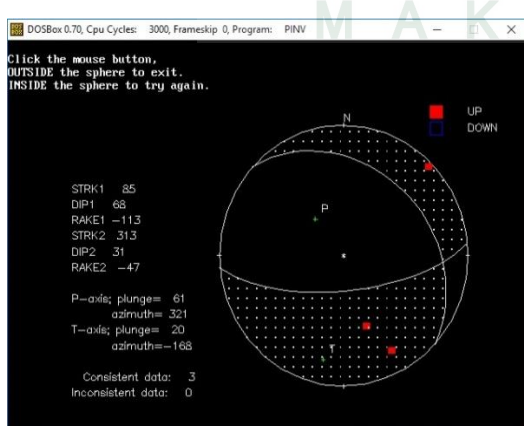 M A K
DOSBox 0.70, Cpu Cycles: 3000, Frameskip 0, Program: PINV
Click the mouse button,
OUTSIDE the sphere to exit.
INSIDE the sphere to try again.
N
UP
DOWN
P
T
STRK1 85
DIP1 68
RAKE1 -113
STRK2 313
DIP2 31
RAKE2 -47
P-axis; plunge= 61
azimuth= 321
T-axis; plunge= 20
azimuth=-168
Consistent data: 3
Inconsistent data: 0